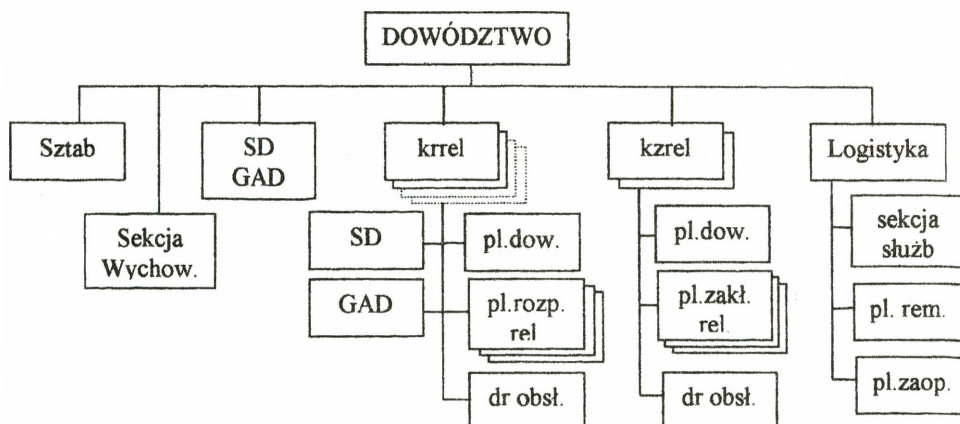 DOWÓDZTWO
Sztab
SD
GAD
krrel
kzrel
Logistyka
Sekcja
Wychow.
SD
GAD
pl.dow.
pl.rozp.
rel
dr obsł.
pl.dow.
pl.zakł.
rel.
dr obsł.
sekcja
służb
pl. rem.
pl.zaop.